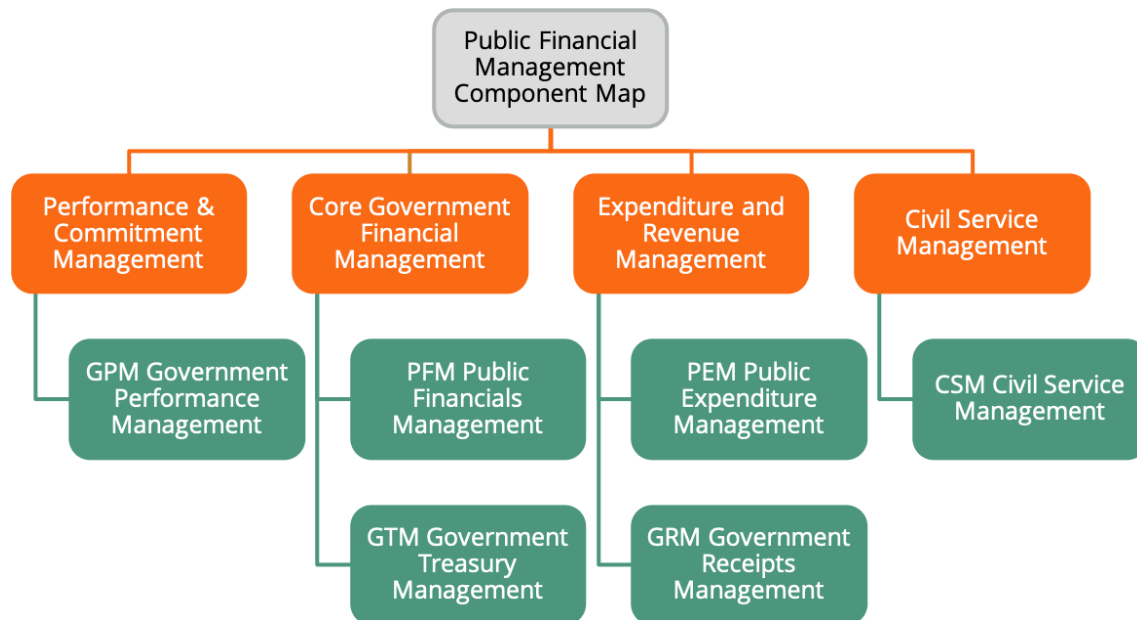 Public Financial
Management
Component Map
Performance &
Commitment
Management
Core Government
Financial
Management
Expenditure and
Revenue
Management
Civil Service
Management
GPM Government
Performance
Management
PFM Public
Financials
Management
PEM Public
Expenditure
Management
CSM Civil Service
Management
GTM Government
Treasury
Management
GRM Government
Receipts
Management